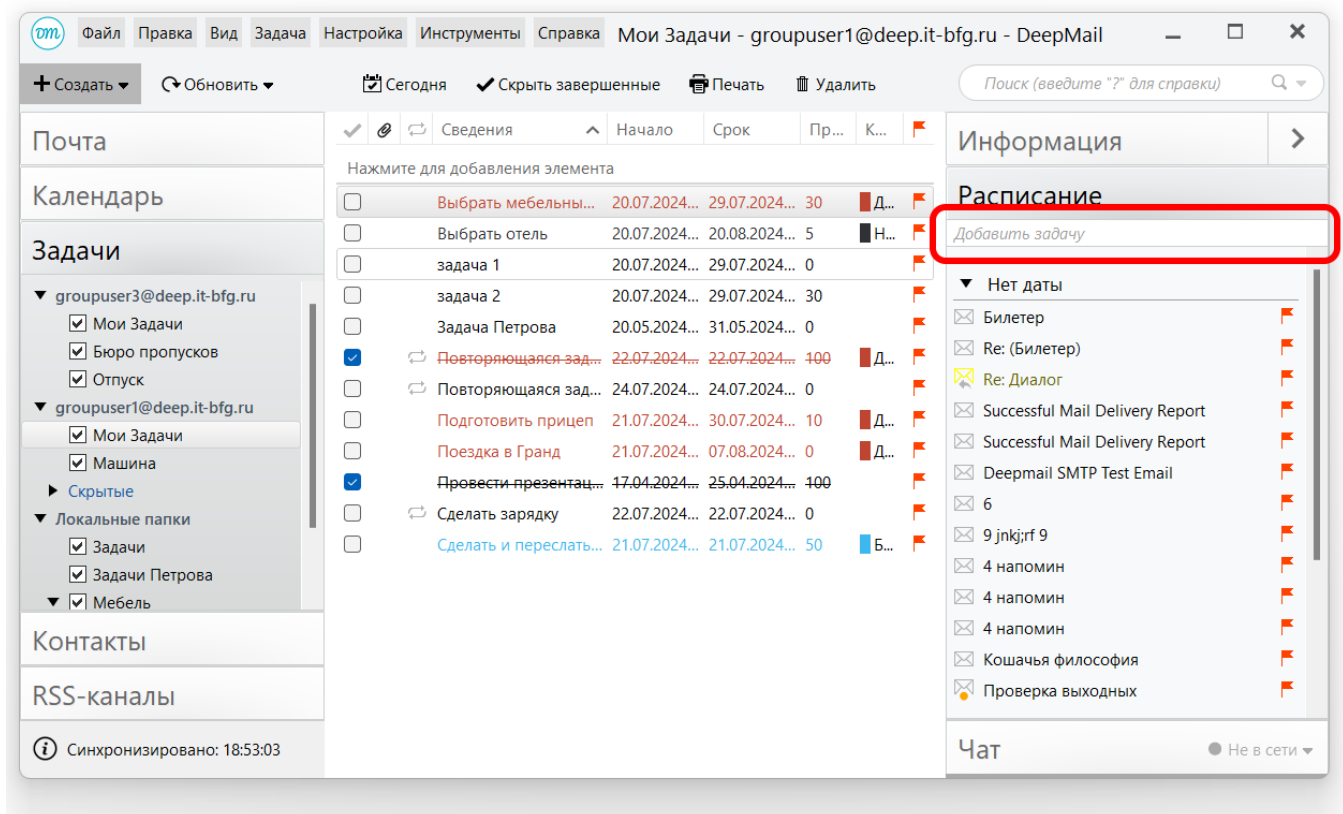 dm Файл Правка Вид Задача Настройка Инструменты Справка Мои Задачи - groupuser1@deep.it-bfg.ru - DeepMail
Создать Обновить Сегодня Скрыть завершенные Печать Удалить Поиск (введите "?" для справки)
Почта
Календарь
Задачи
groupuser3@deep.it-bfg.ru
Мои Задачи
Бюро пропусков
Отпуск
groupuser1@deep.it-bfg.ru
Мои Задачи
Машина
Скрытые
Локальные папки
Задачи
Задачи Петрова
Мебель
Контакты
RSS-каналы
Синхронизировано: 18:53:03
Сведения Начало Срок Пр... К...
Нажмите для добавления элемента
Выбрать мебельны... 20.07.2024... 29.07.2024... 30 Д...
Выбрать отель 20.07.2024... 20.08.2024... 5 Н...
задача 1 20.07.2024... 29.07.2024... 0
задача 2 20.07.2024... 29.07.2024... 30
Задача Петрова 20.05.2024... 31.05.2024... 0
Повторяющаяся зад... 22.07.2024... 22.07.2024... 100 Д...
Повторяющаяся зад... 24.07.2024... 24.07.2024... 0
Подготовить прицеп 21.07.2024... 30.07.2024... 10 Д...
Поездка в Гранд 21.07.2024... 07.08.2024... 0 Д...
Провести презентац... 17.04.2024... 25.04.2024... 100
Сделать зарядку 22.07.2024... 22.07.2024... 0
Сделать и переслать... 21.07.2024... 21.07.2024... 50 Б...
Информация
Расписание
Добавить задачу
Нет даты
Билетер
Re: (Билетер)
Re: Диалог
Successful Mail Delivery Report
Successful Mail Delivery Report
Deepmail SMTP Test Email
6
9 jnkj;rf 9
4 напомин
4 напомин
4 напомин
Кошачья философия
Проверка выходных
Чат Не в сети